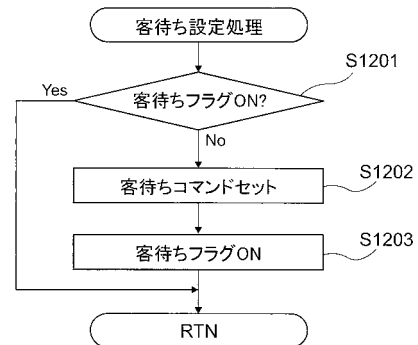 客待ち設定処理
S1201
Yes
客待ちフラグON?
No
S1202
客待ちコマンドセット
S1203
客待ちフラグON
RTN